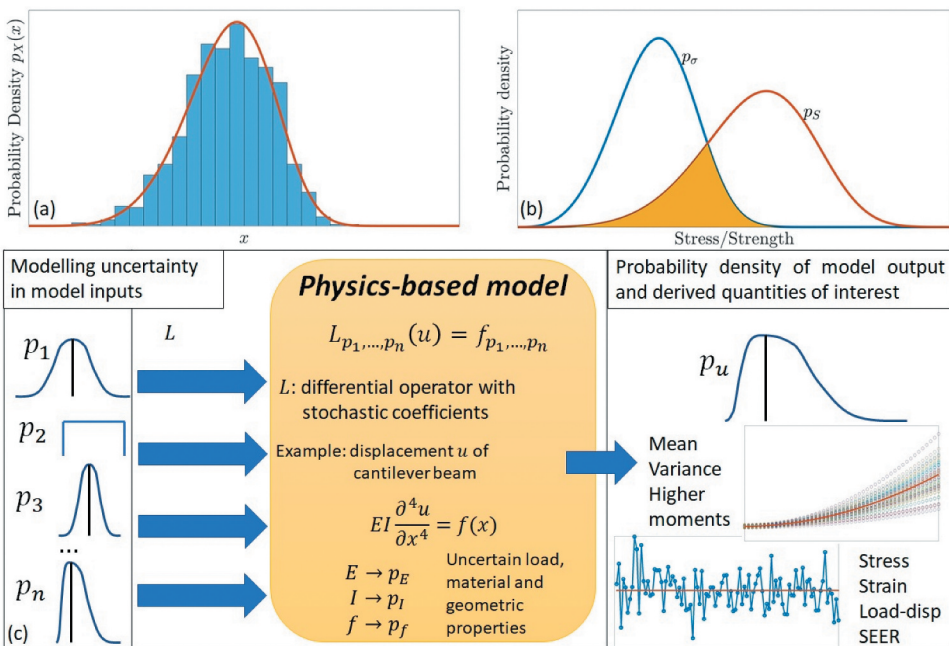 Probability Density p_X(x)
(a)
x
Probability density
p_σ
p_S
(b)
Stress/Strength
Modelling uncertainty
in model inputs
p_1
p_2
p_3
...
p_n
(c)
L
Physics-based model
L_{p_1,...,p_n}(u) = f_{p_1,...,p_n}
L: differential operator with
stochastic coefficients
Example: displacement u of
cantilever beam
EI ∂⁴u/∂x⁴ = f(x)
E → p_E
I → p_I
f → p_f
Uncertain load,
material and
geometric
properties
Probability density of model output
and derived quantities of interest
p_u
Mean
Variance
Higher
moments
Stress
Strain
Load-disp
SEER